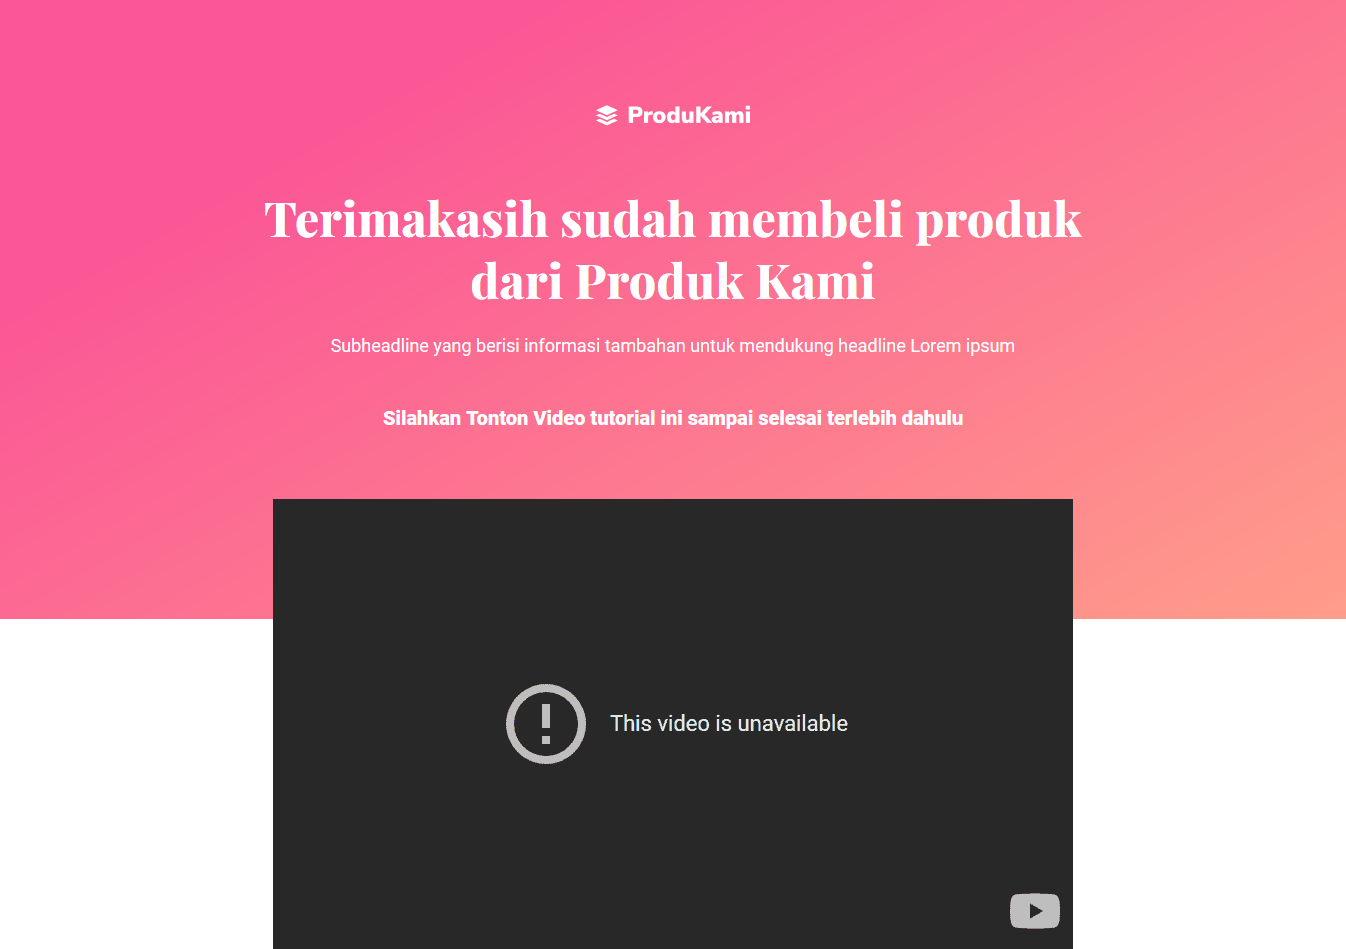 ProduKami
Terimakasih sudah membeli produk
dari Produk Kami
Subheadline yang berisi informasi tambahan untuk mendukung headline Lorem ipsum
Silahkan Tonton Video tutorial ini sampai selesai terlebih dahulu
This video is unavailable